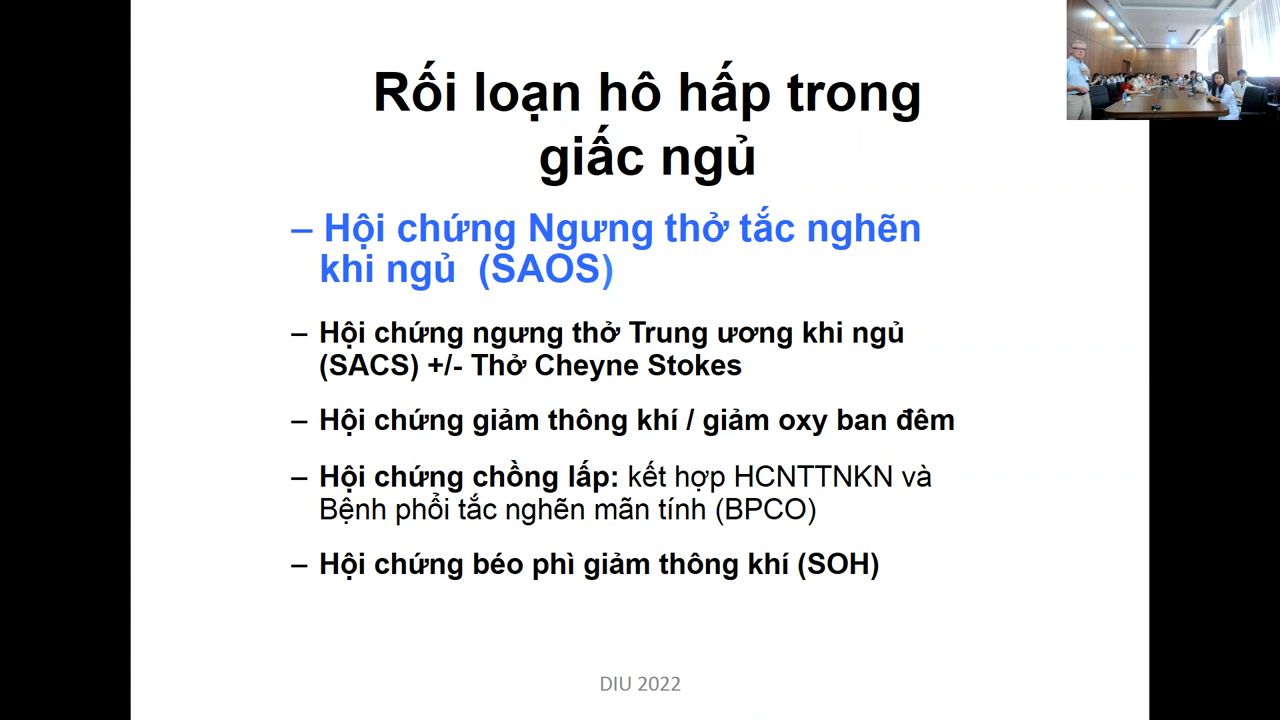 Rối loạn hô hấp trong
giấc ngủ
– Hội chứng Ngưng thở tắc nghẽn
khi ngủ (SAOS)
– Hội chứng ngưng thở Trung ương khi ngủ
(SACS) +/- Thở Cheyne Stokes
– Hội chứng giảm thông khí / giảm oxy ban đêm
– Hội chứng chồng lấp: kết hợp HCNTTNKN và
Bệnh phổi tắc nghẽn mãn tính (BPCO)
– Hội chứng béo phì giảm thông khí (SOH)
DIU 2022